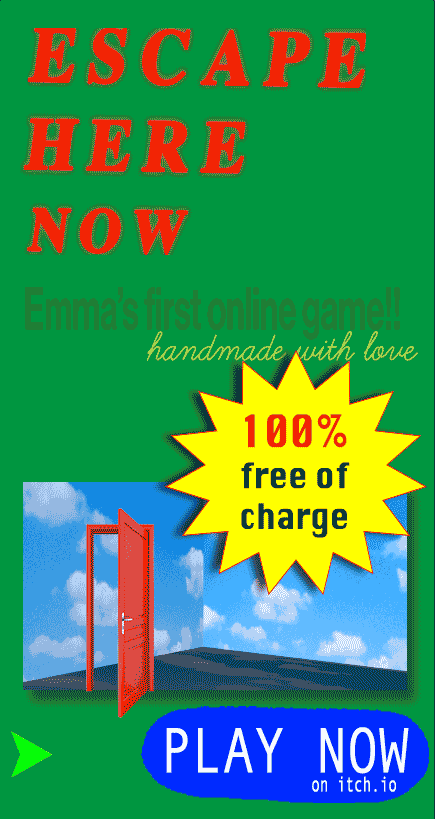 ESCAPE
HERE
NOW
Emma's first online game!!
handmade with love
100%
free of
charge
PLAY NOW
on itch.io